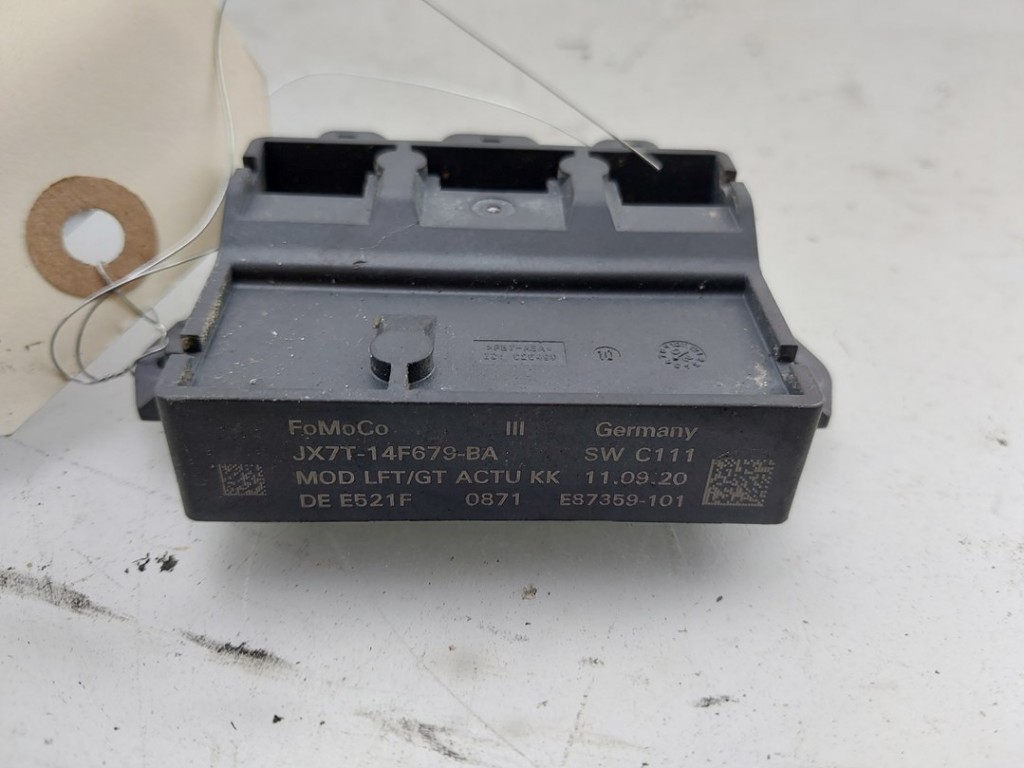 10
FoMoCo III Germany
JX7T-14F679-BA SW C111
MOD LFT/GT ACTU KK 11.09.20
DE E521F 0871 E87359-101